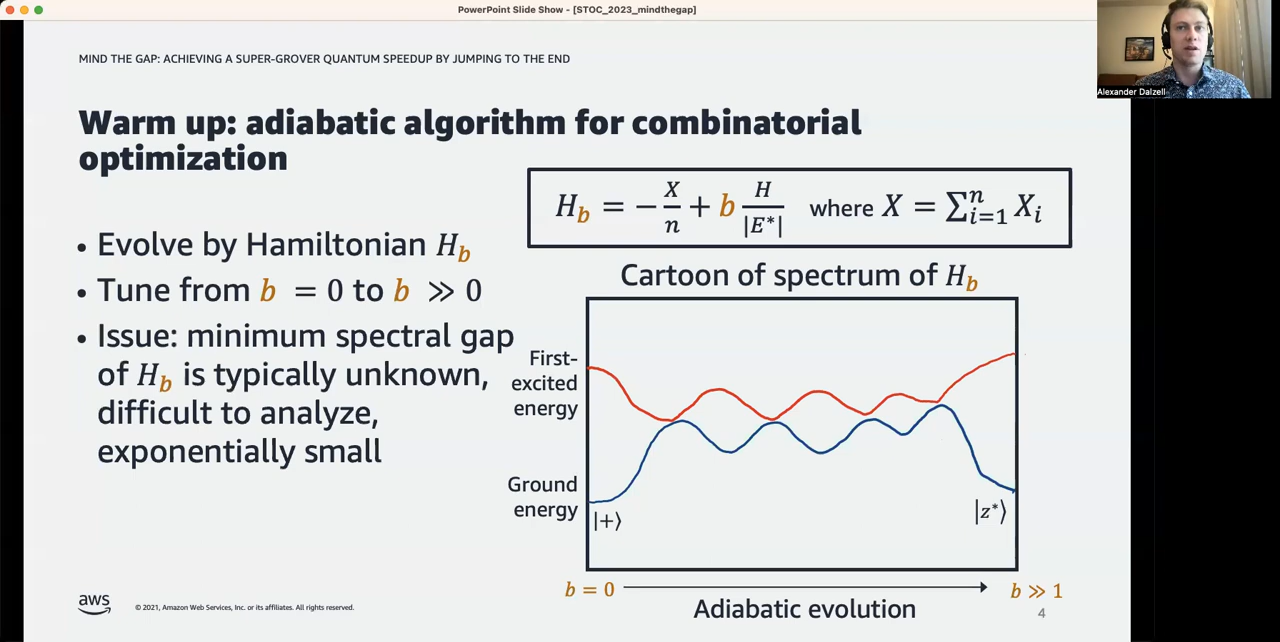 PowerPoint Slide Show - [STOC_2023_mindthegap]
Alexander Dalzell
MIND THE GAP: ACHIEVING A SUPER-GROVER QUANTUM SPEEDUP BY JUMPING TO THE END
Warm up: adiabatic algorithm for combinatorial
optimization
H_b = −X/n + b H/|E*| where X = ∑_{i=1}^{n} X_i
• Evolve by Hamiltonian H_b
• Tune from b = 0 to b ≫ 0
• Issue: minimum spectral gap
of H_b is typically unknown,
difficult to analyze,
exponentially small
Cartoon of spectrum of H_b
First-
excited
energy
Ground
energy
|+⟩
|z*⟩
b = 0
b ≫ 1
Adiabatic evolution
aws
© 2021, Amazon Web Services, Inc. or its affiliates. All rights reserved.
4